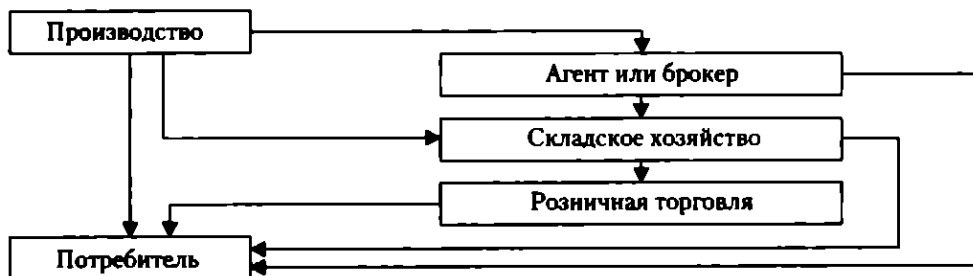 Производство
Агент или брокер
Складское хозяйство
Розничная торговля
Потребитель